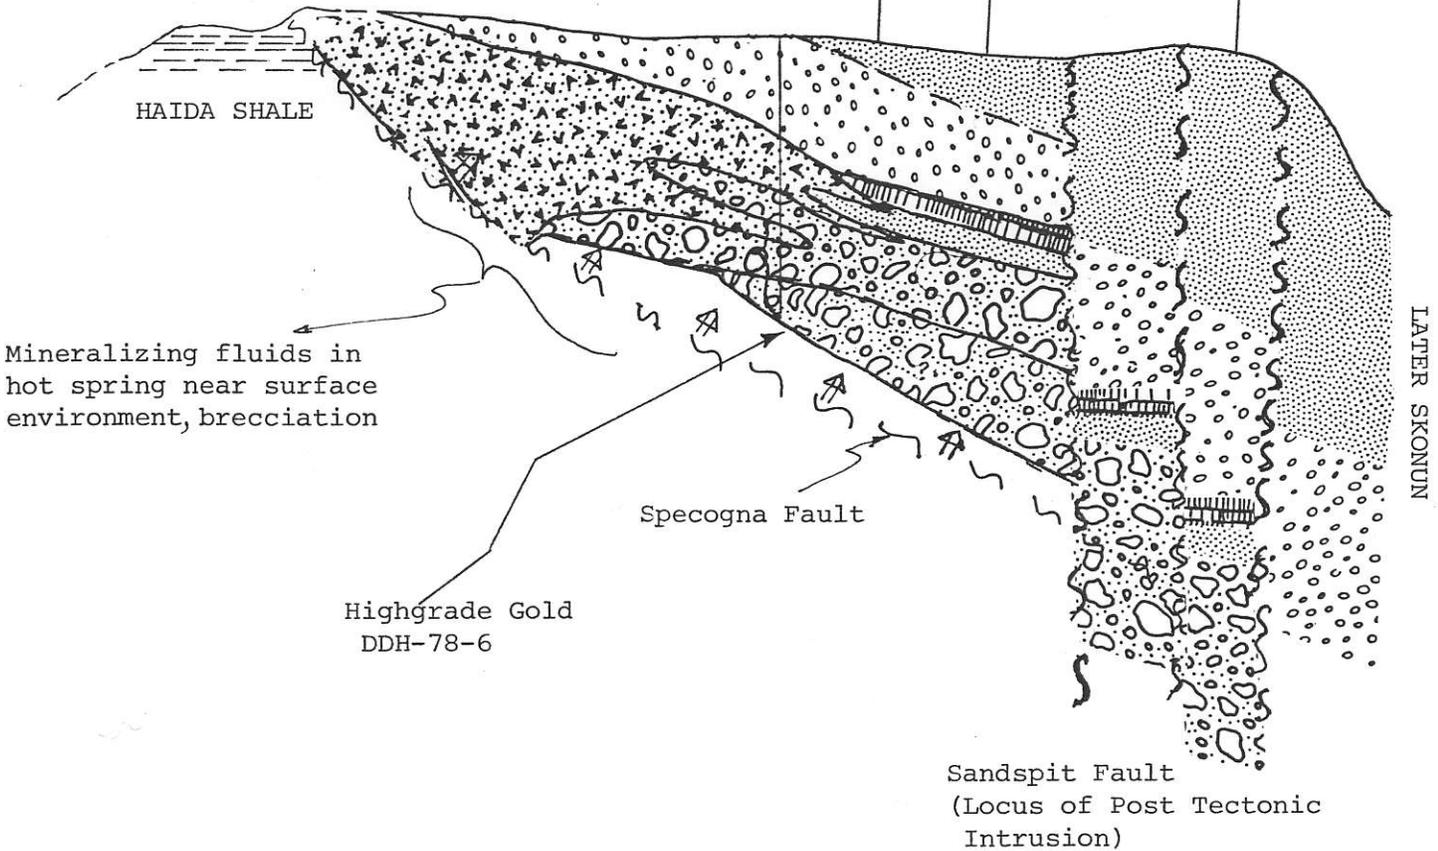 HAIDA SHALE
Mineralizing fluids in
hot spring near surface
environment, brecciation
Specogna Fault
Highgrade Gold
DDH-78-6
Sandspit Fault
(Locus of Post Tectonic
Intrusion)
LATER SKONUN